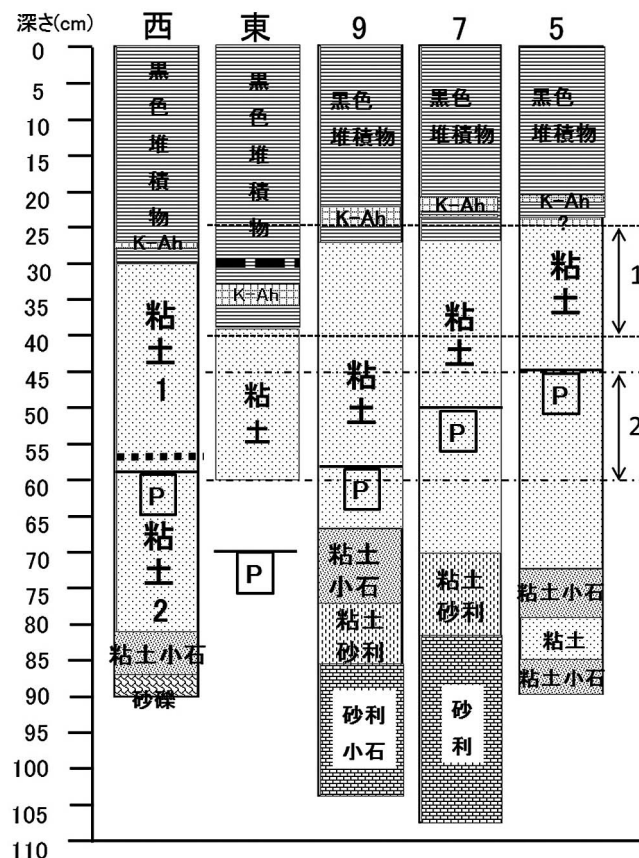 深さ(cm)
西
東
9
7
5
0
5
10
15
20
25
30
35
40
45
50
55
60
65
70
75
80
85
90
95
100
105
110
黒色堆積物
K-Ah
粘土1
P
粘土2
粘土小石
砂礫
黒色堆積物
K-Ah
粘土
P
黒色
堆積物
K-Ah
粘土
P
粘土
小石
粘土
砂利
砂利
小石
黒色
堆積物
K-Ah
粘土
P
粘土
砂利
砂利
黒色
堆積物
K-Ah
?
粘土
P
粘土小石
粘土
粘土小石
1
2